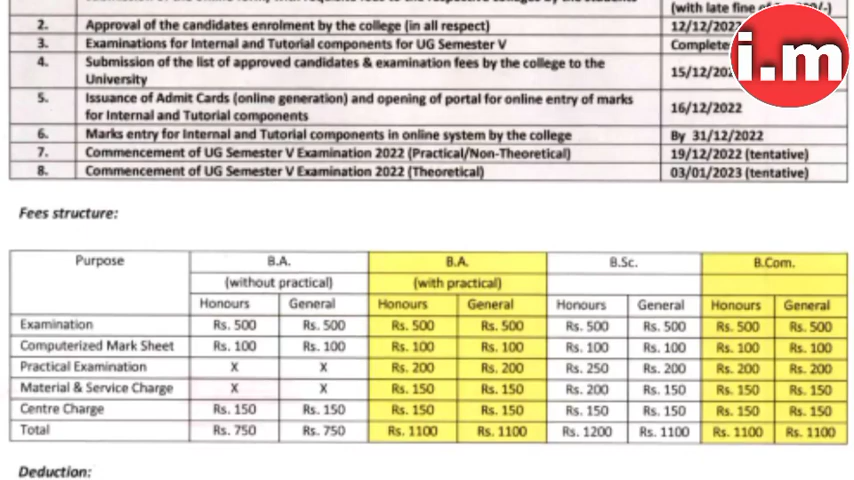 (with late fine of
2. Approval of the candidates enrolment by the college (in all respect) 12/12/2022
3. Examinations for Internal and Tutorial components for UG Semester V Complete
4. Submission of the list of approved candidates & examination fees by the college to the
University 15/12/202
5. Issuance of Admit Cards (online generation) and opening of portal for online entry of marks
for Internal and Tutorial components 16/12/2022
6. Marks entry for Internal and Tutorial components in online system by the college By 31/12/2022
7. Commencement of UG Semester V Examination 2022 (Practical/Non-Theoretical) 19/12/2022 (tentative)
8. Commencement of UG Semester V Examination 2022 (Theoretical) 03/01/2023 (tentative)
i.m
Fees structure:
Purpose B.A. B.A. B.Sc. B.Com.
(without practical) (with practical)
Honours General Honours General Honours General Honours General
Examination Rs. 500 Rs. 500 Rs. 500 Rs. 500 Rs. 500 Rs. 500 Rs. 500 Rs. 500
Computerized Mark Sheet Rs. 100 Rs. 100 Rs. 100 Rs. 100 Rs. 100 Rs. 100 Rs. 100 Rs. 100
Practical Examination X X Rs. 200 Rs. 200 Rs. 250 Rs. 200 Rs. 200 Rs. 200
Material & Service Charge X X Rs. 150 Rs. 150 Rs. 200 Rs. 150 Rs. 150 Rs. 150
Centre Charge Rs. 150 Rs. 150 Rs. 150 Rs. 150 Rs. 150 Rs. 150 Rs. 150 Rs. 150
Total Rs. 750 Rs. 750 Rs. 1100 Rs. 1100 Rs. 1200 Rs. 1100 Rs. 1100 Rs. 1100
Deduction: